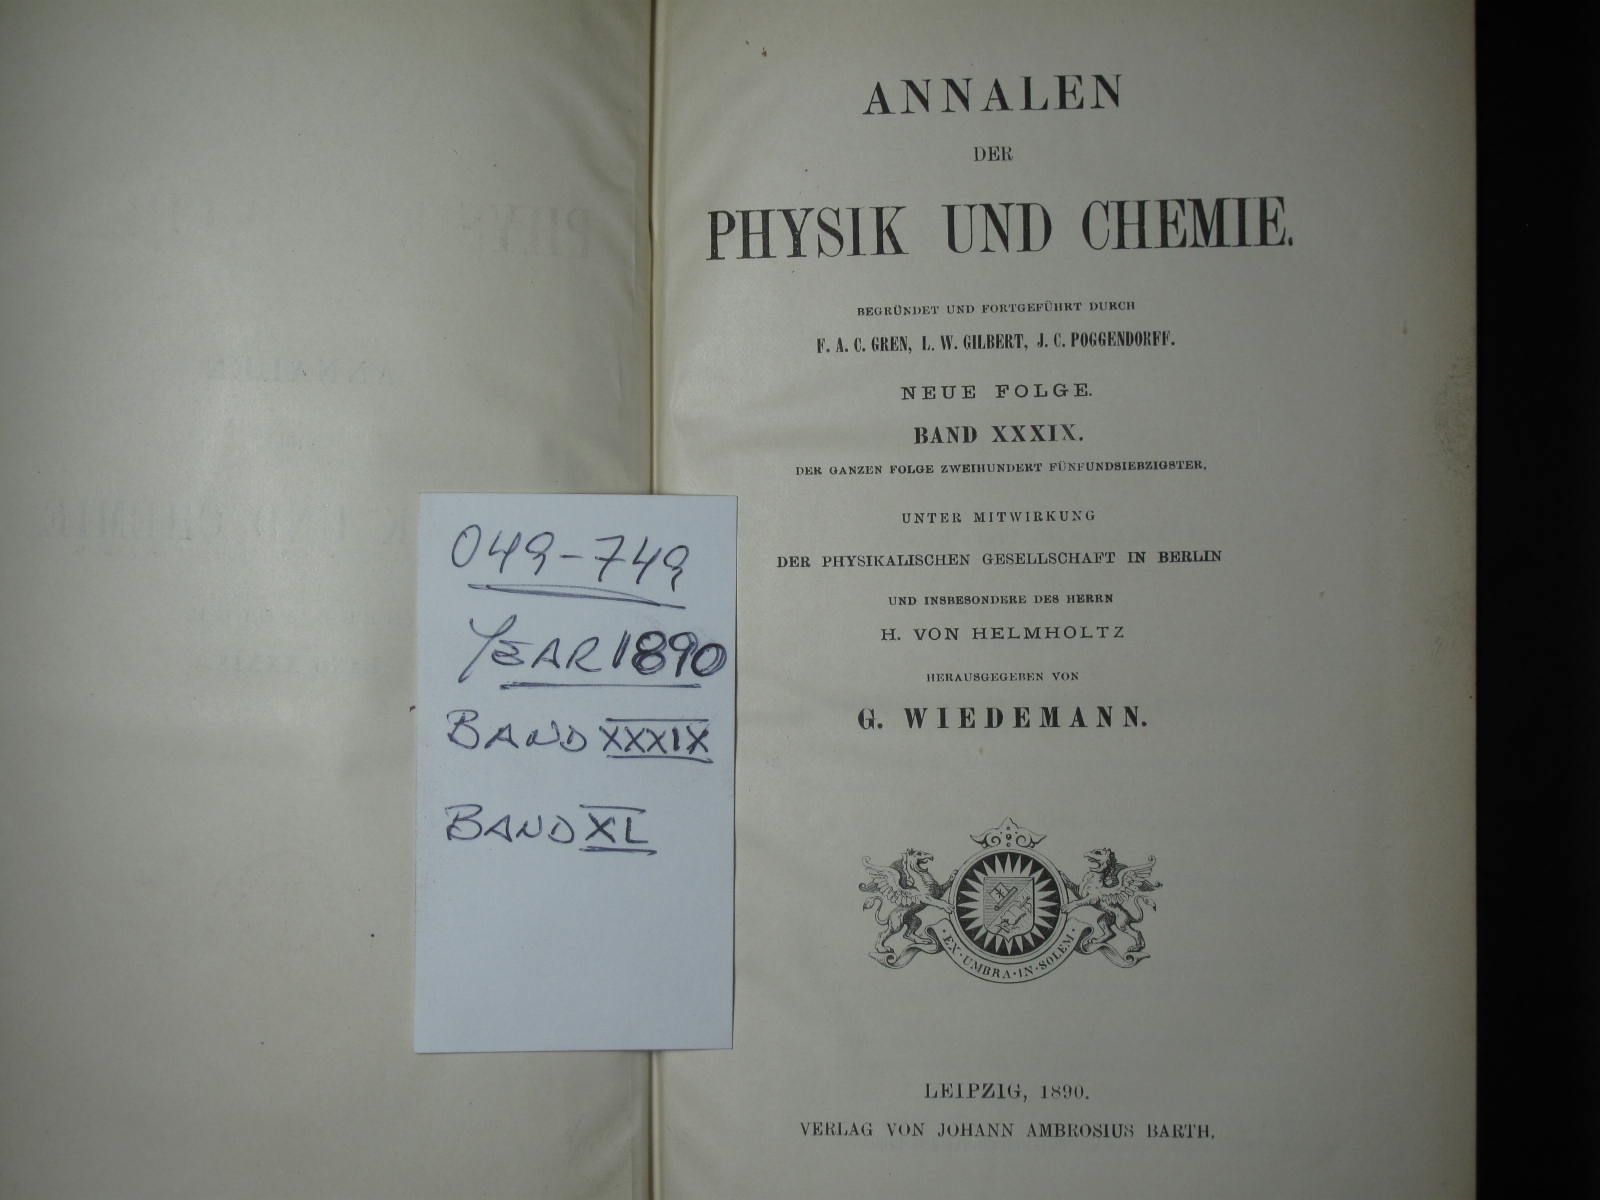 049-749
YEAR 1890
BAND XXXIX
BAND XL
ANNALEN
DER
PHYSIK UND CHEMIE.
BEGRÜNDET UND FORTGEFÜHRT DURCH
F. A. C. GREN, L. W. GILBERT, J. C. POGGENDORFF.
NEUE FOLGE.
BAND XXXIX.
DER GANZEN FOLGE ZWEIHUNDERT FÜNFUNDSIEBZIGSTER.
UNTER MITWIRKUNG
DER PHYSIKALISCHEN GESELLSCHAFT IN BERLIN
UND INSBESONDERE DES HERRN
H. VON HELMHOLTZ
HERAUSGEGEBEN VON
G. WIEDEMANN.
·EX·UMBRA·IN·SOLEM·
LEIPZIG, 1890.
VERLAG VON JOHANN AMBROSIUS BARTH.